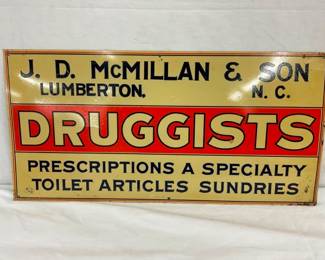 J. D. McMILLAN & SON
LUMBERTON, N. C.
DRUGGISTS
PRESCRIPTIONS A SPECIALTY
TOILET ARTICLES SUNDRIES